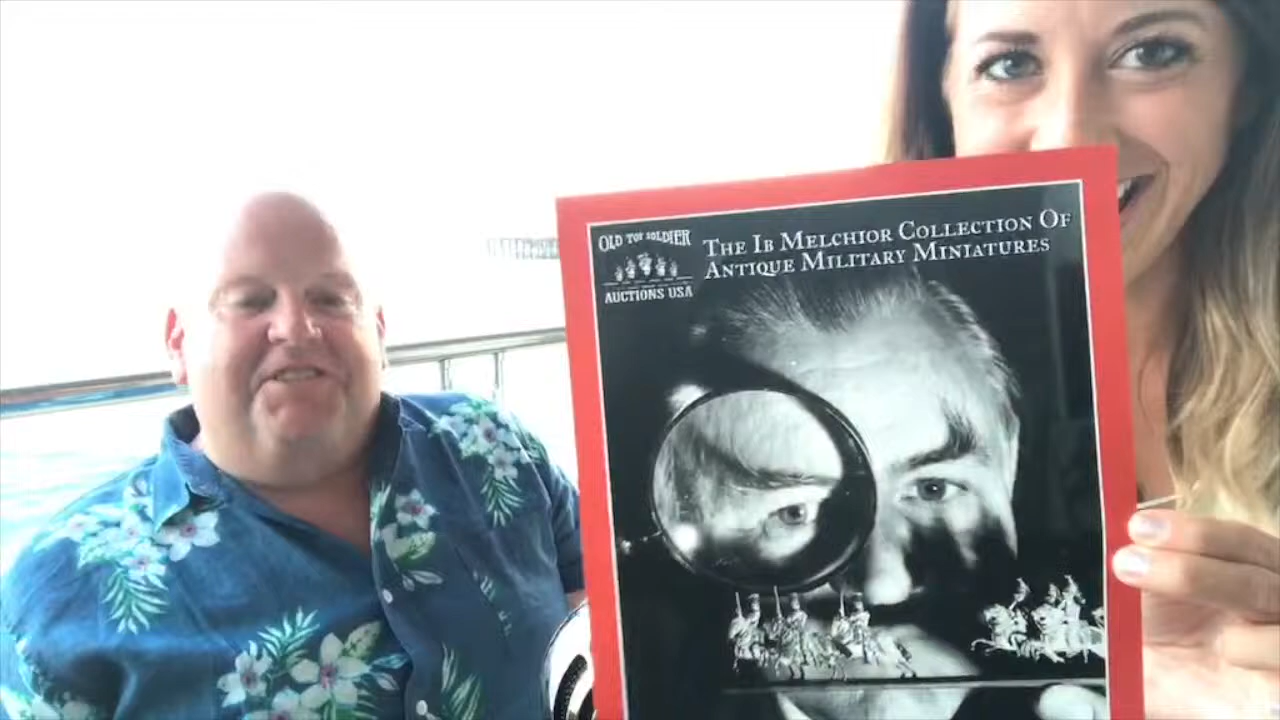 OLD TOY SOLDIER
AUCTIONS USA
THE IB MELCHIOR COLLECTION OF
ANTIQUE MILITARY MINIATURES